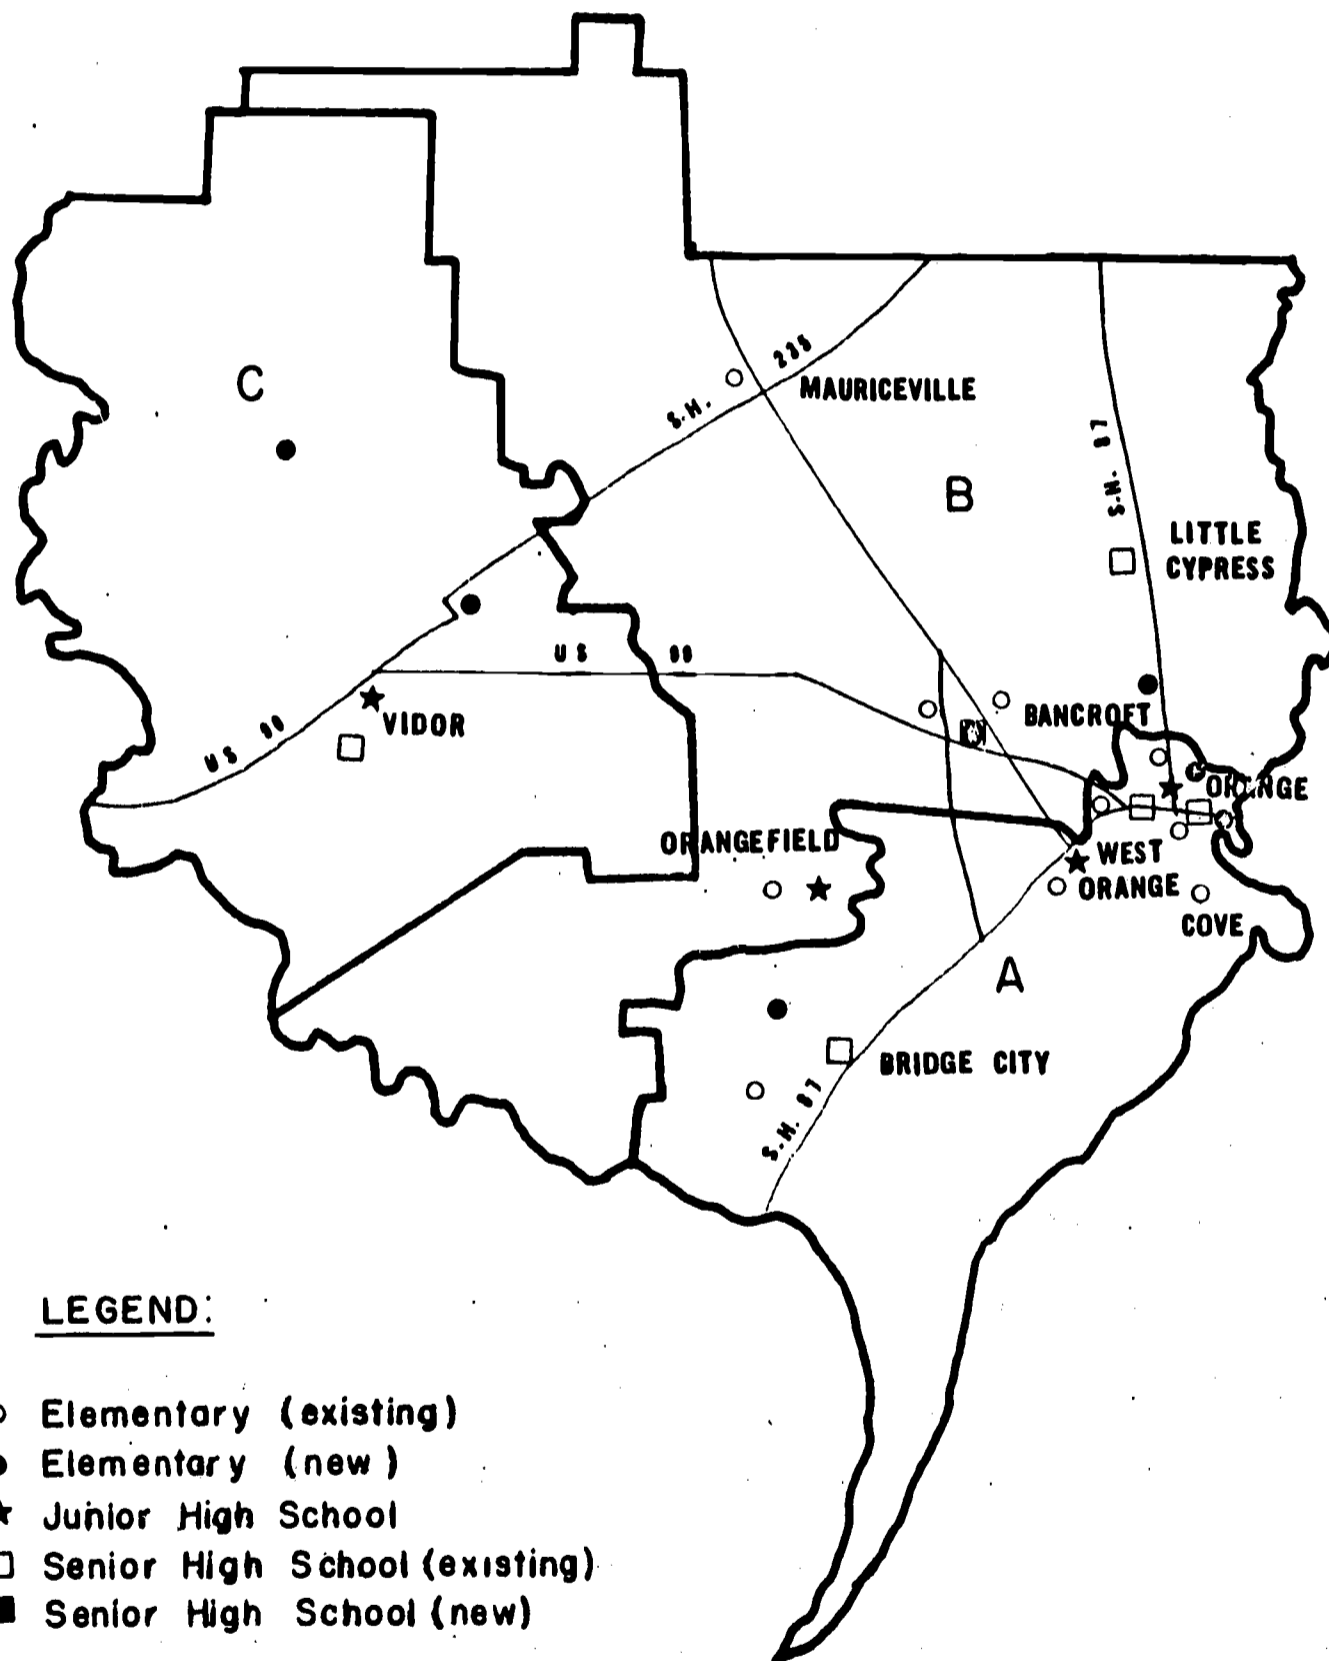 C
S.H. 235
MAURICEVILLE
B
S.H. 87
LITTLE
CYPRESS
US 90
BANCROFT
VIDOR
US 90
ORANGE
ORANGEFIELD
WEST
ORANGE
COVE
A
BRIDGE CITY
S.H. 87
LEGEND:
Elementary (existing)
Elementary (new)
Junior High School
Senior High School (existing)
Senior High School (new)